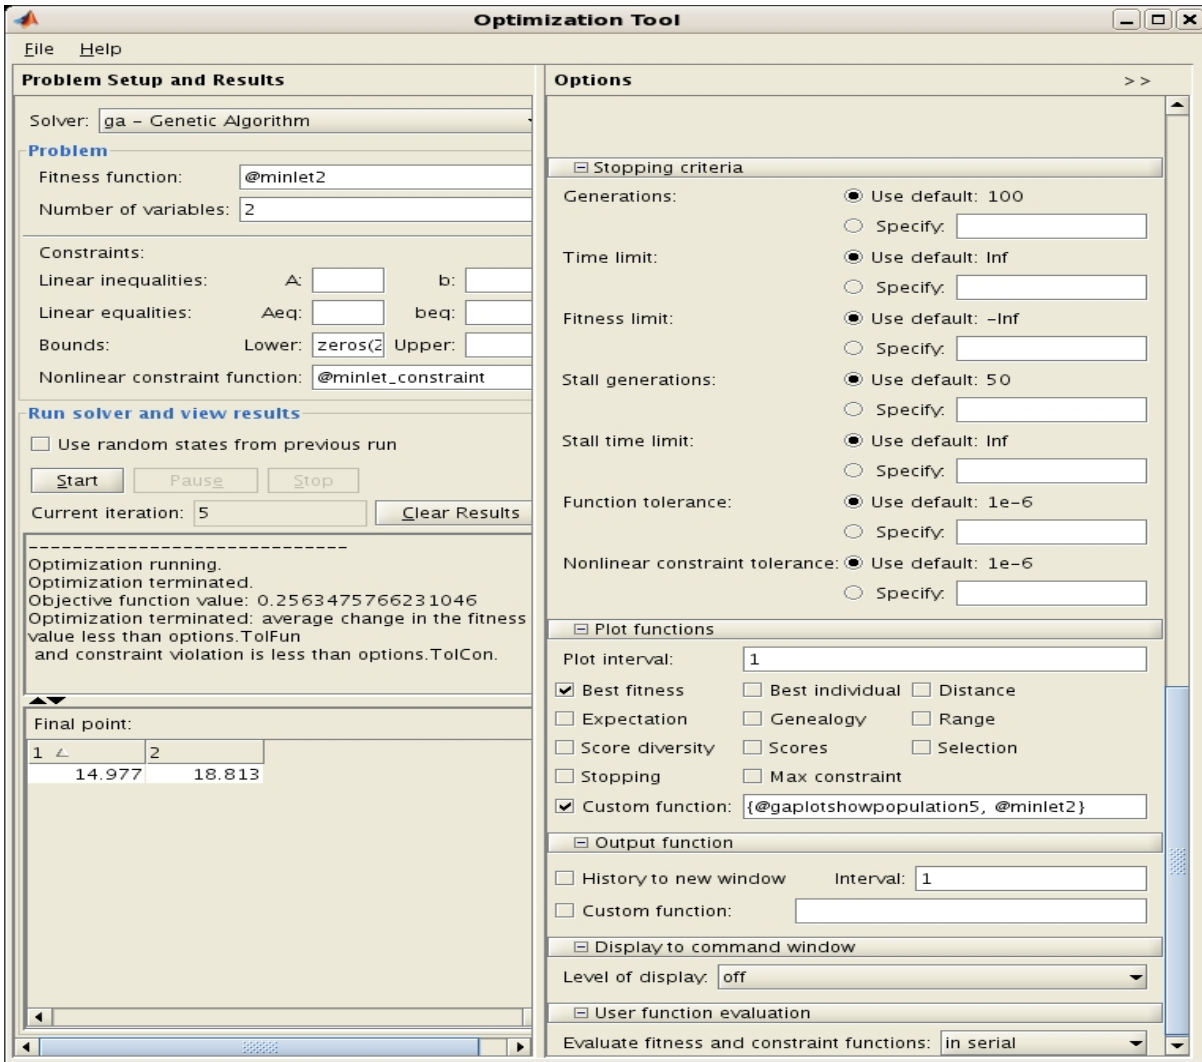 Optimization Tool
File Help
Problem Setup and Results
Solver: ga - Genetic Algorithm
Problem
Fitness function: @minlet2
Number of variables: 2
Constraints:
Linear inequalities: A: b:
Linear equalities: Aeq: beq:
Bounds: Lower: zeros(2 Upper:
Nonlinear constraint function: @minlet_constraint
Run solver and view results
Use random states from previous run
Start Pause Stop
Current iteration: 5 Clear Results
-----------------------------
Optimization running.
Optimization terminated.
Objective function value: 0.2563475766231046
Optimization terminated: average change in the fitness
value less than options.TolFun
and constraint violation is less than options.TolCon.
Final point:
1 2
14.977 18.813
Options >>
Stopping criteria
Generations: Use default: 100
Specify:
Time limit: Use default: Inf
Specify:
Fitness limit: Use default: -Inf
Specify:
Stall generations: Use default: 50
Specify:
Stall time limit: Use default: Inf
Specify:
Function tolerance: Use default: 1e-6
Specify:
Nonlinear constraint tolerance: Use default: 1e-6
Specify:
Plot functions
Plot interval: 1
Best fitness Best individual Distance
Expectation Genealogy Range
Score diversity Scores Selection
Stopping Max constraint
Custom function: {@gaplotshowpopulation5, @minlet2}
Output function
History to new window Interval: 1
Custom function:
Display to command window
Level of display: off
User function evaluation
Evaluate fitness and constraint functions: in serial